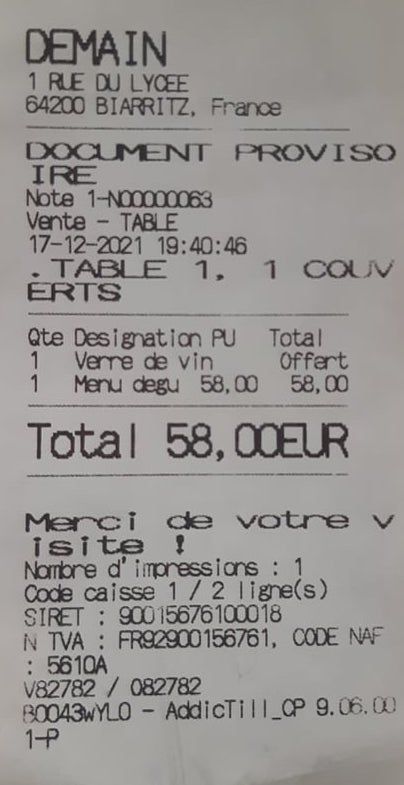 DEMAIN
1 RUE DU LYCEE
64200 BIARRITZ, France
DOCUMENT PROVISO
IRE
Note 1-N00000063
Vente - TABLE
17-12-2021 19:40:46
.TABLE 1, 1 COUV
ERTS
Qte Designation PU Total
1 Verre de vin Offert
1 Menu degu 58,00 58,00
Total 58,00EUR
Merci de votre v
isite !
Nombre d'impressions : 1
Code caisse 1 / 2 ligne(s)
SIRET : 90015676100018
N TVA : FR92900156761, CODE NAF
: 5610A
V82782 / 082782
B0043wYLO - AddicTill_CP 9.06.00
1-P